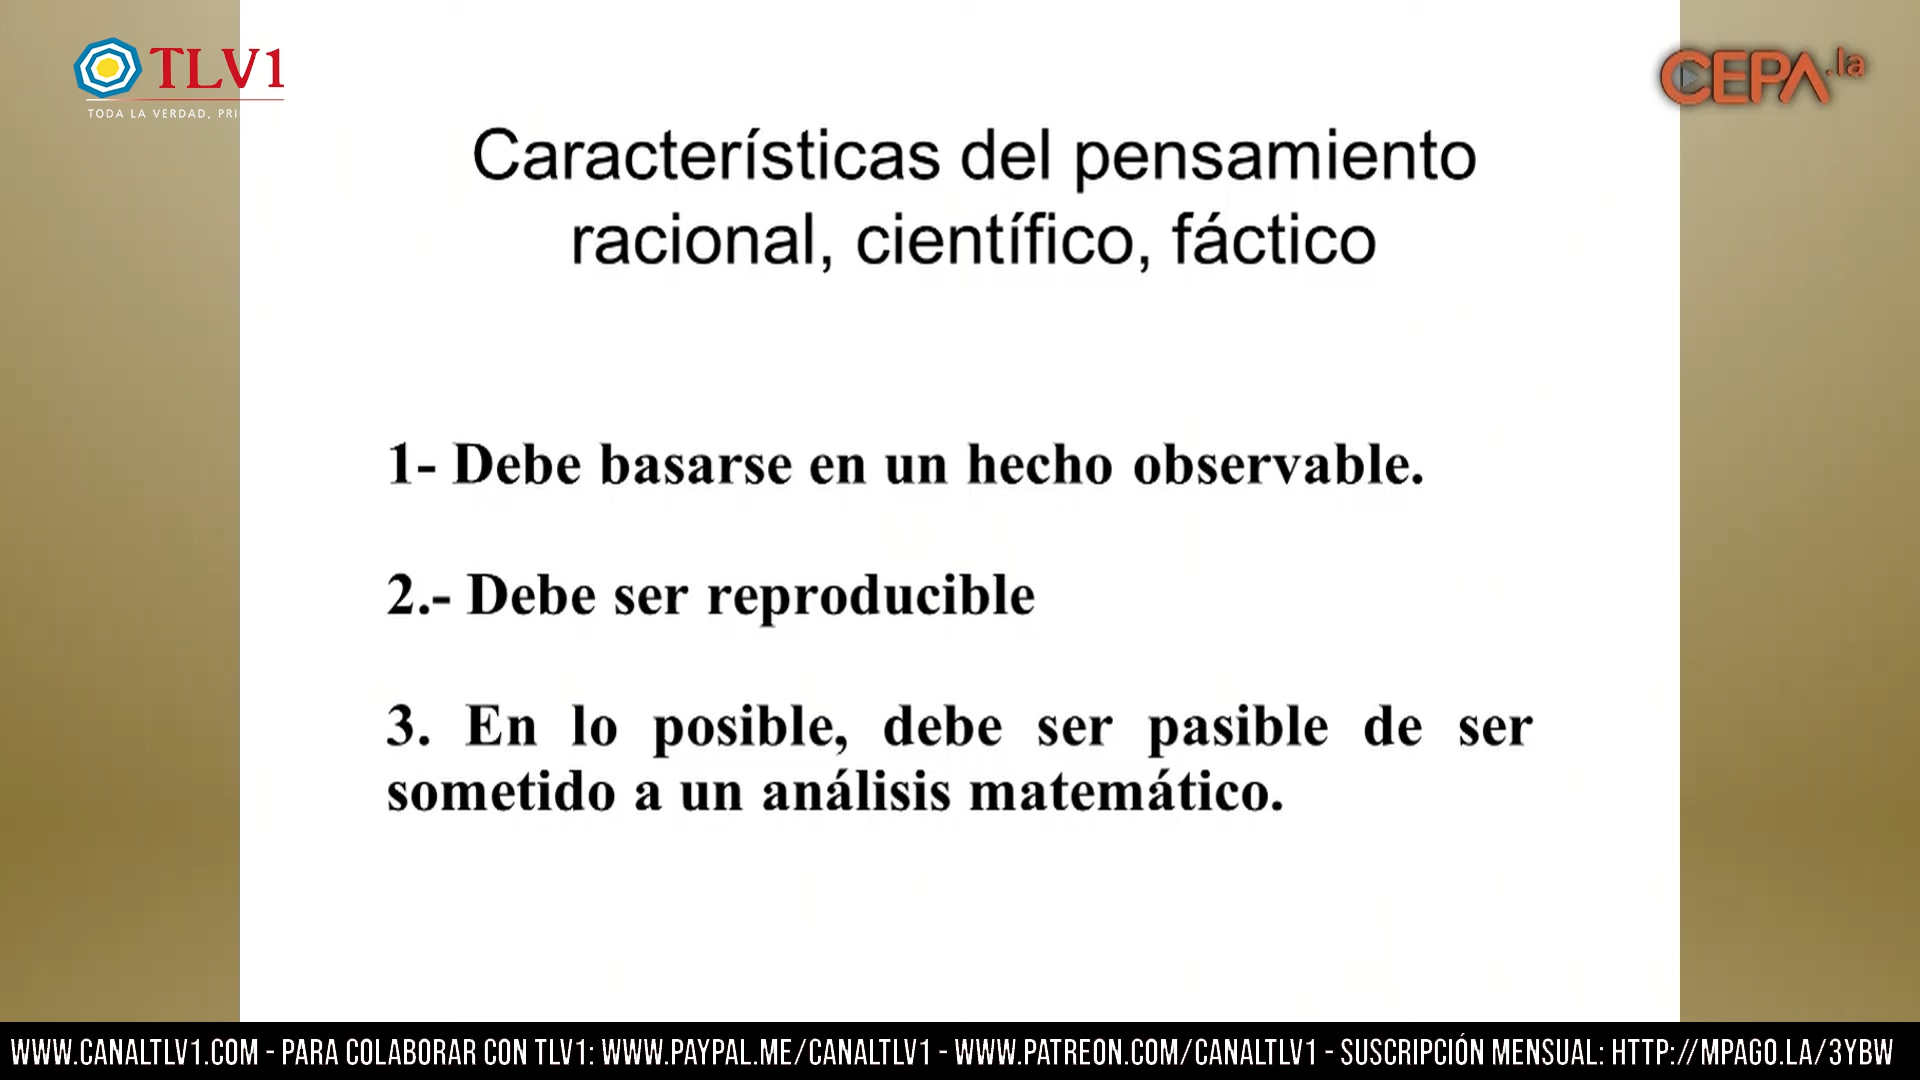 TLV1
TODA LA VERDAD, PRI
CEPA.la
Características del pensamiento
racional, científico, fáctico
1- Debe basarse en un hecho observable.
2.- Debe ser reproducible
3. En lo posible, debe ser pasible de ser
sometido a un análisis matemático.
WWW.CANALTLV1.COM - PARA COLABORAR CON TLV1: WWW.PAYPAL.ME/CANALTLV1 - WWW.PATREON.COM/CANALTLV1 - SUSCRIPCIÓN MENSUAL: HTTP://MPAGO.LA/3YBW